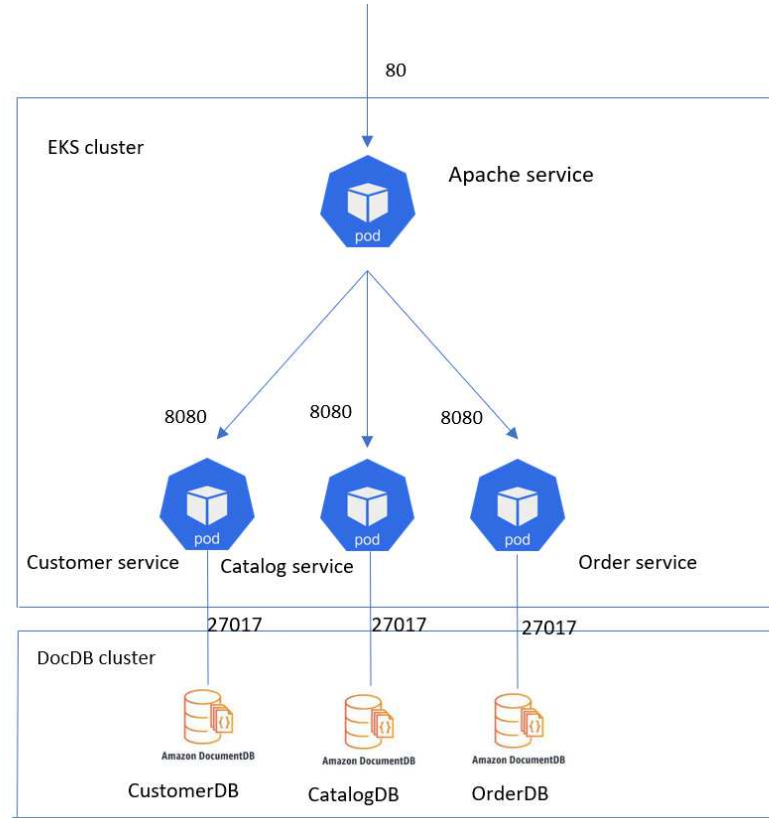 80
EKS cluster
Apache service
pod
8080
8080
8080
pod
pod
pod
Customer service
Catalog service
Order service
27017
27017
27017
DocDB cluster
{}
{}
{}
Amazon DocumentDB
Amazon DocumentDB
Amazon DocumentDB
CustomerDB
CatalogDB
OrderDB